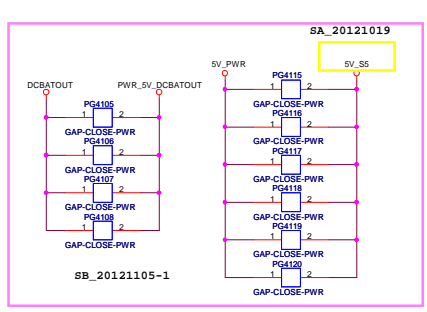 SA_20121019
5V_PWR
5V_S5
DCBATOUT
PWR_5V_DCBATOUT
PG4105
1 2
GAP-CLOSE-PWR
PG4106
1 2
GAP-CLOSE-PWR
PG4107
1 2
GAP-CLOSE-PWR
PG4108
1 2
GAP-CLOSE-PWR
SB_20121105-1
PG4115
1 2
GAP-CLOSE-PWR
PG4116
1 2
GAP-CLOSE-PWR
PG4117
1 2
GAP-CLOSE-PWR
PG4118
1 2
GAP-CLOSE-PWR
PG4119
1 2
GAP-CLOSE-PWR
PG4120
1 2
GAP-CLOSE-PWR